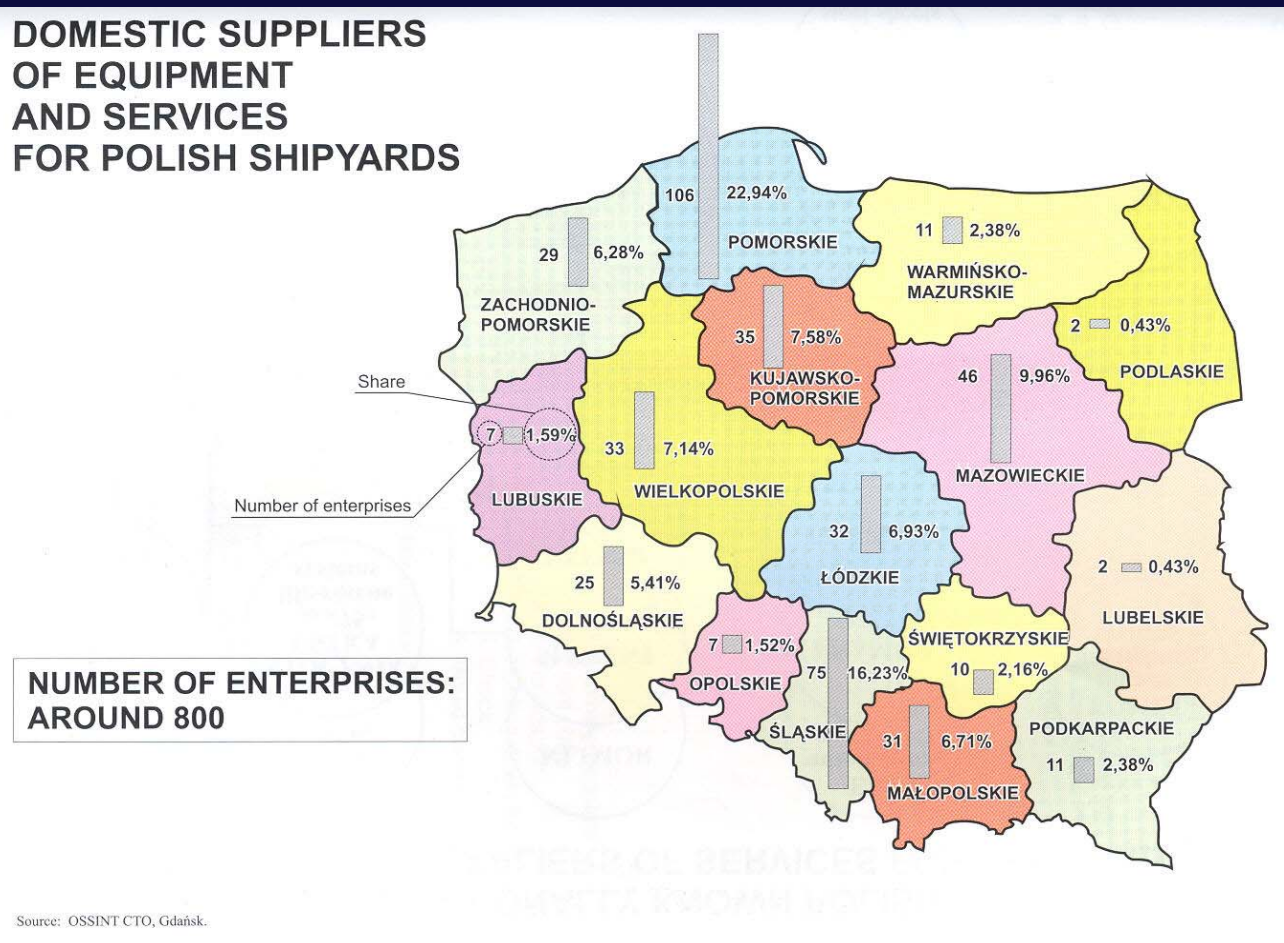 DOMESTIC SUPPLIERS
OF EQUIPMENT
AND SERVICES
FOR POLISH SHIPYARDS
106 22,94%
POMORSKIE
29 6,28%
ZACHODNIO-
POMORSKIE
11 2,38%
WARMIŃSKO-
MAZURSKIE
2 0,43%
PODLASKIE
35 7,58%
KUJAWSKO-
POMORSKIE
46 9,96%
MAZOWIECKIE
Share
7 1,59%
LUBUSKIE
Number of enterprises
33 7,14%
WIELKOPOLSKIE
32 6,93%
ŁÓDZKIE
2 0,43%
LUBELSKIE
25 5,41%
DOLNOŚLĄSKIE
7 1,52%
OPOLSKIE
75 16,23%
ŚLĄSKIE
ŚWIĘTOKRZYSKIE
10 2,16%
31 6,71%
MAŁOPOLSKIE
PODKARPACKIE
11 2,38%
NUMBER OF ENTERPRISES:
AROUND 800
Source: OSSINT CTO, Gdańsk.